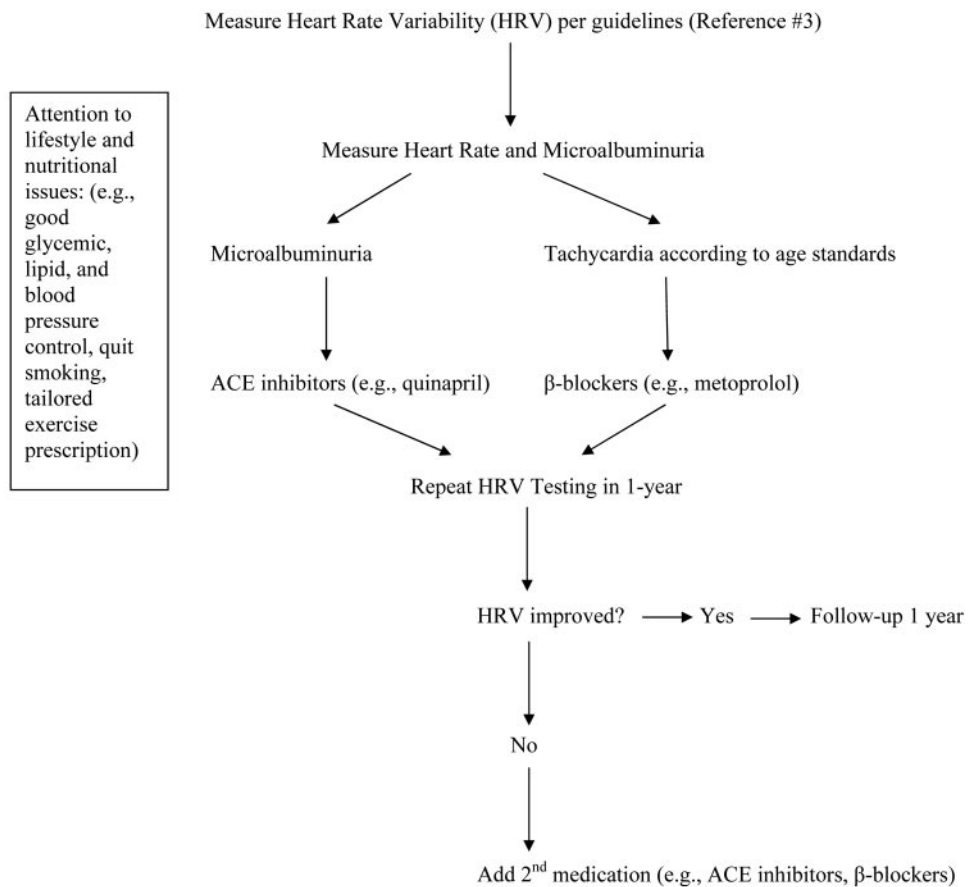 Measure Heart Rate Variability (HRV) per guidelines (Reference #3)
Attention to
lifestyle and
nutritional
issues: (e.g.,
good
glycemic,
lipid, and
blood
pressure
control, quit
smoking,
tailored
exercise
prescription)
Measure Heart Rate and Microalbuminuria
Microalbuminuria
Tachycardia according to age standards
ACE inhibitors (e.g., quinapril)
β-blockers (e.g., metoprolol)
Repeat HRV Testing in 1-year
HRV improved?
Yes
Follow-up 1 year
No
Add 2nd medication (e.g., ACE inhibitors, β-blockers)